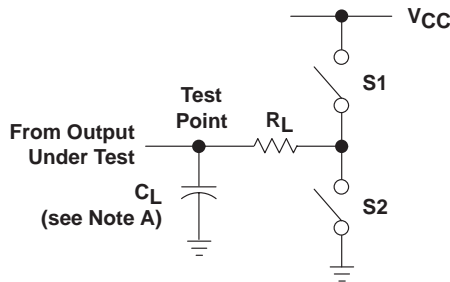 VCC
S1
Test
Point
RL
From Output
Under Test
CL
(see Note A)
S2